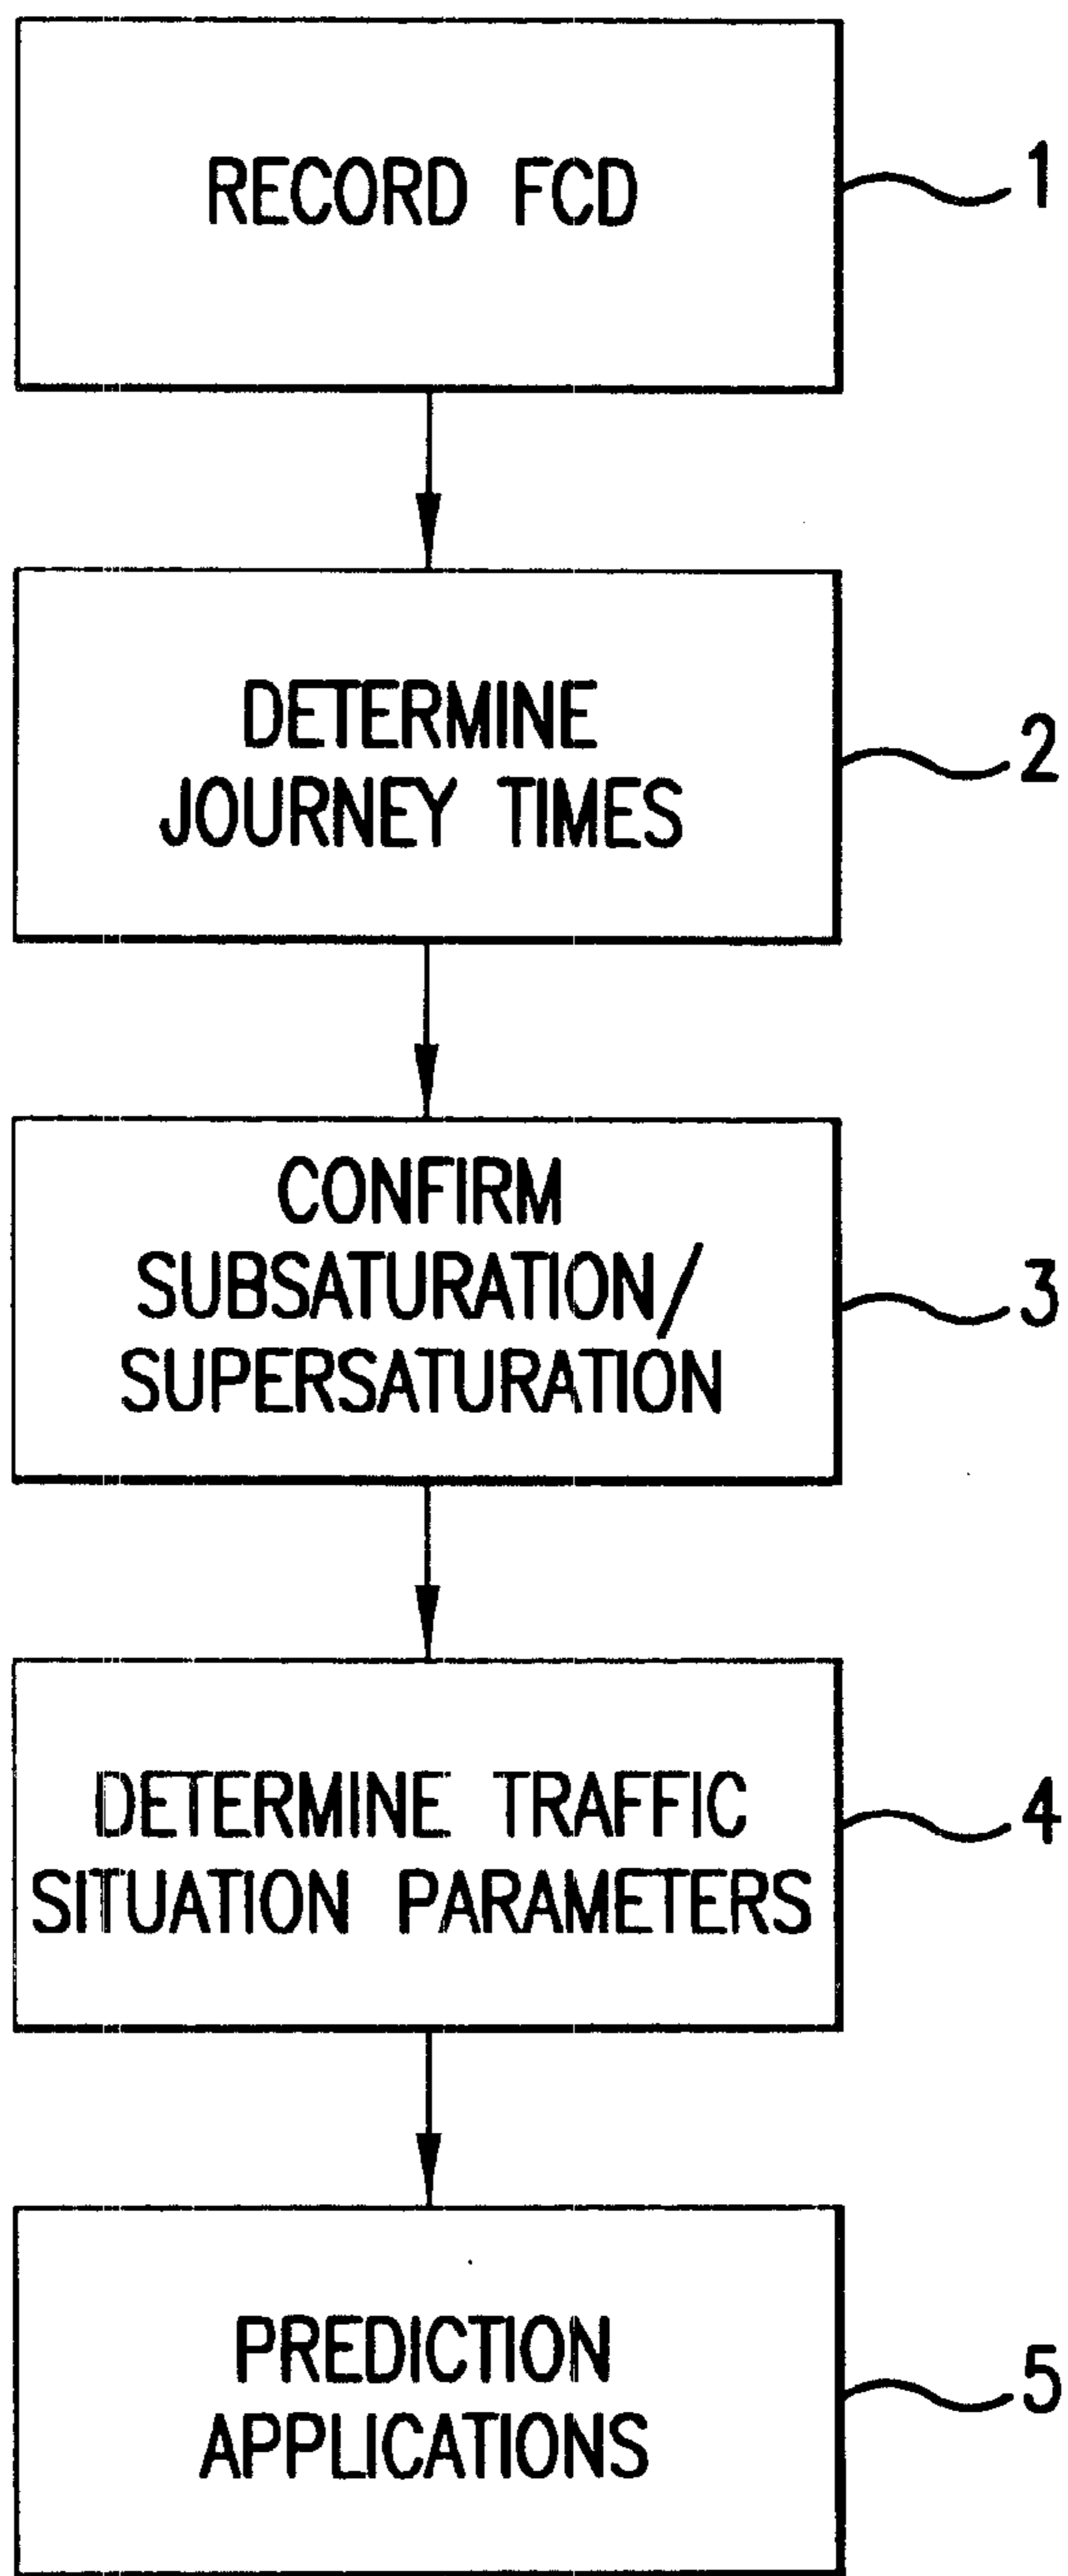 RECORD FCD
1
DETERMINE
JOURNEY TIMES
2
CONFIRM
SUBSATURATION/
SUPERSATURATION
3
DETERMINE TRAFFIC
SITUATION PARAMETERS
4
PREDICTION
APPLICATIONS
5